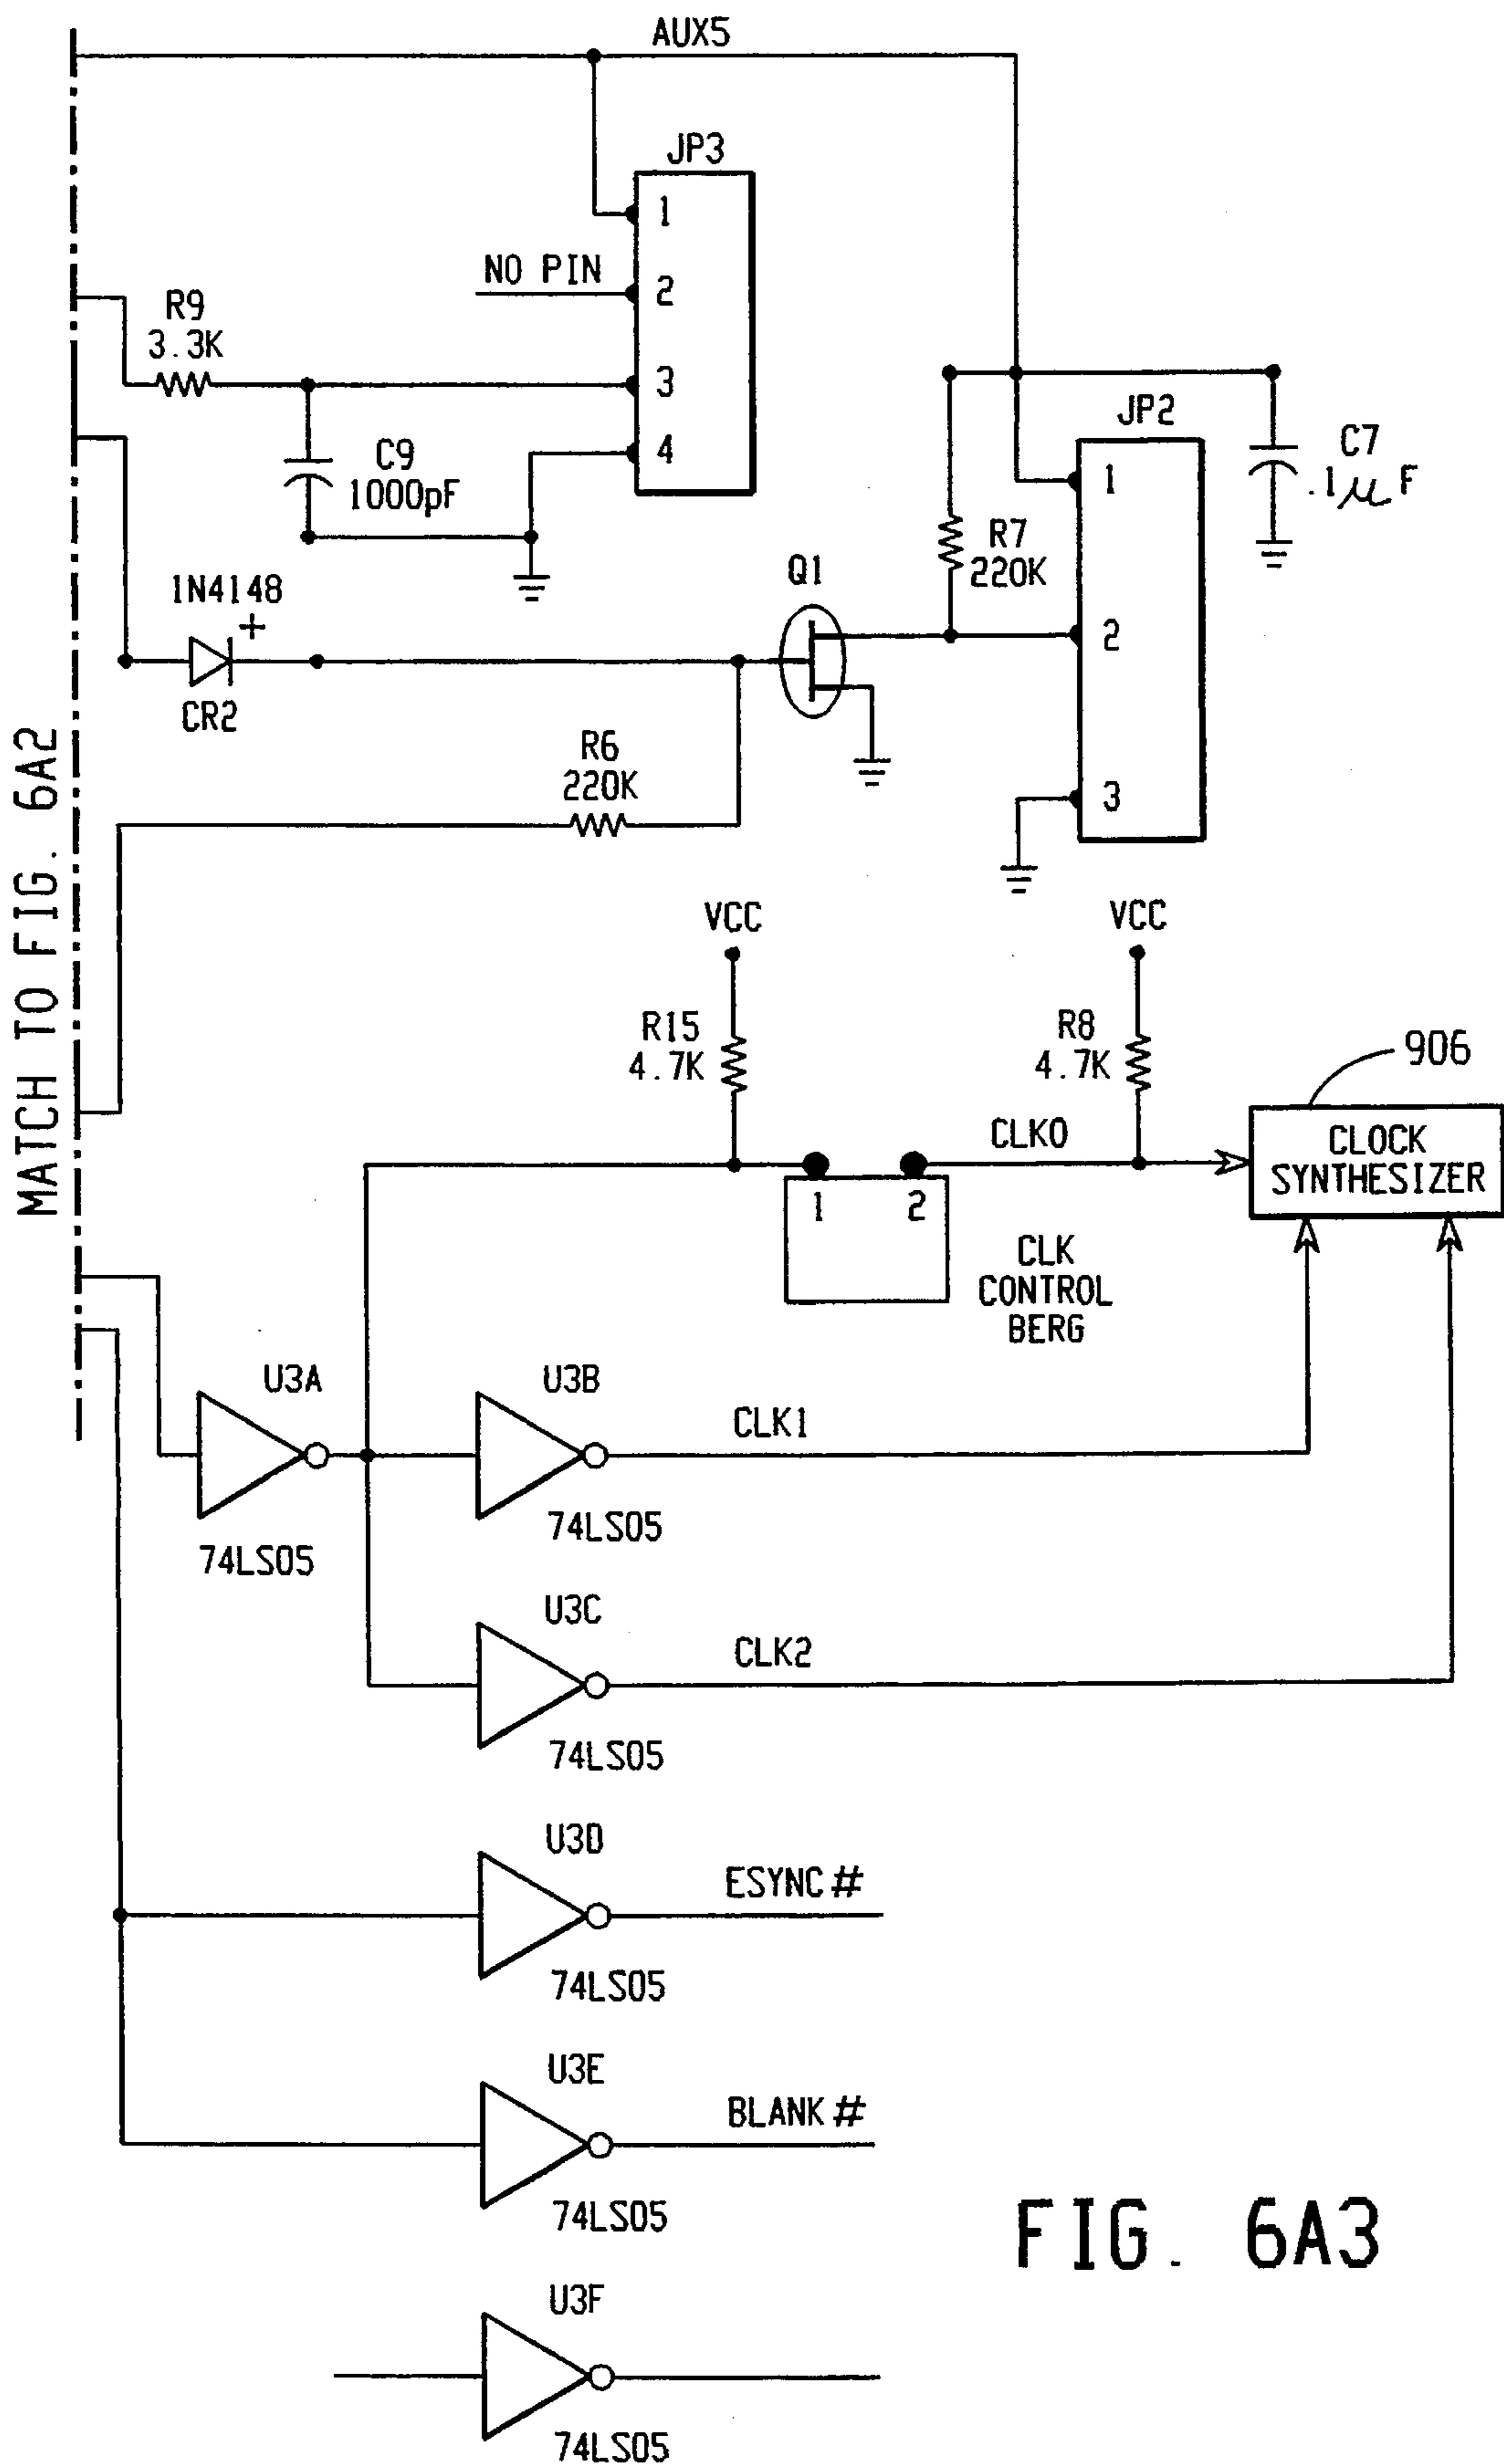 AUX5
JP3
1
NO PIN
2
R9
3.3K
3
4
C9
1000pF
JP2
C7
.1μF
1
R7
220K
Q1
2
1N4148
+
CR2
R6
220K
3
MATCH TO FIG. 6A2
VCC
VCC
R15
4.7K
R8
4.7K
906
CLK0
CLOCK
SYNTHESIZER
1 2
CLK
CONTROL
BERG
U3A
U3B
CLK1
74LS05
74LS05
U3C
CLK2
74LS05
U3D
ESYNC#
74LS05
U3E
BLANK#
74LS05
FIG. 6A3
U3F
74LS05